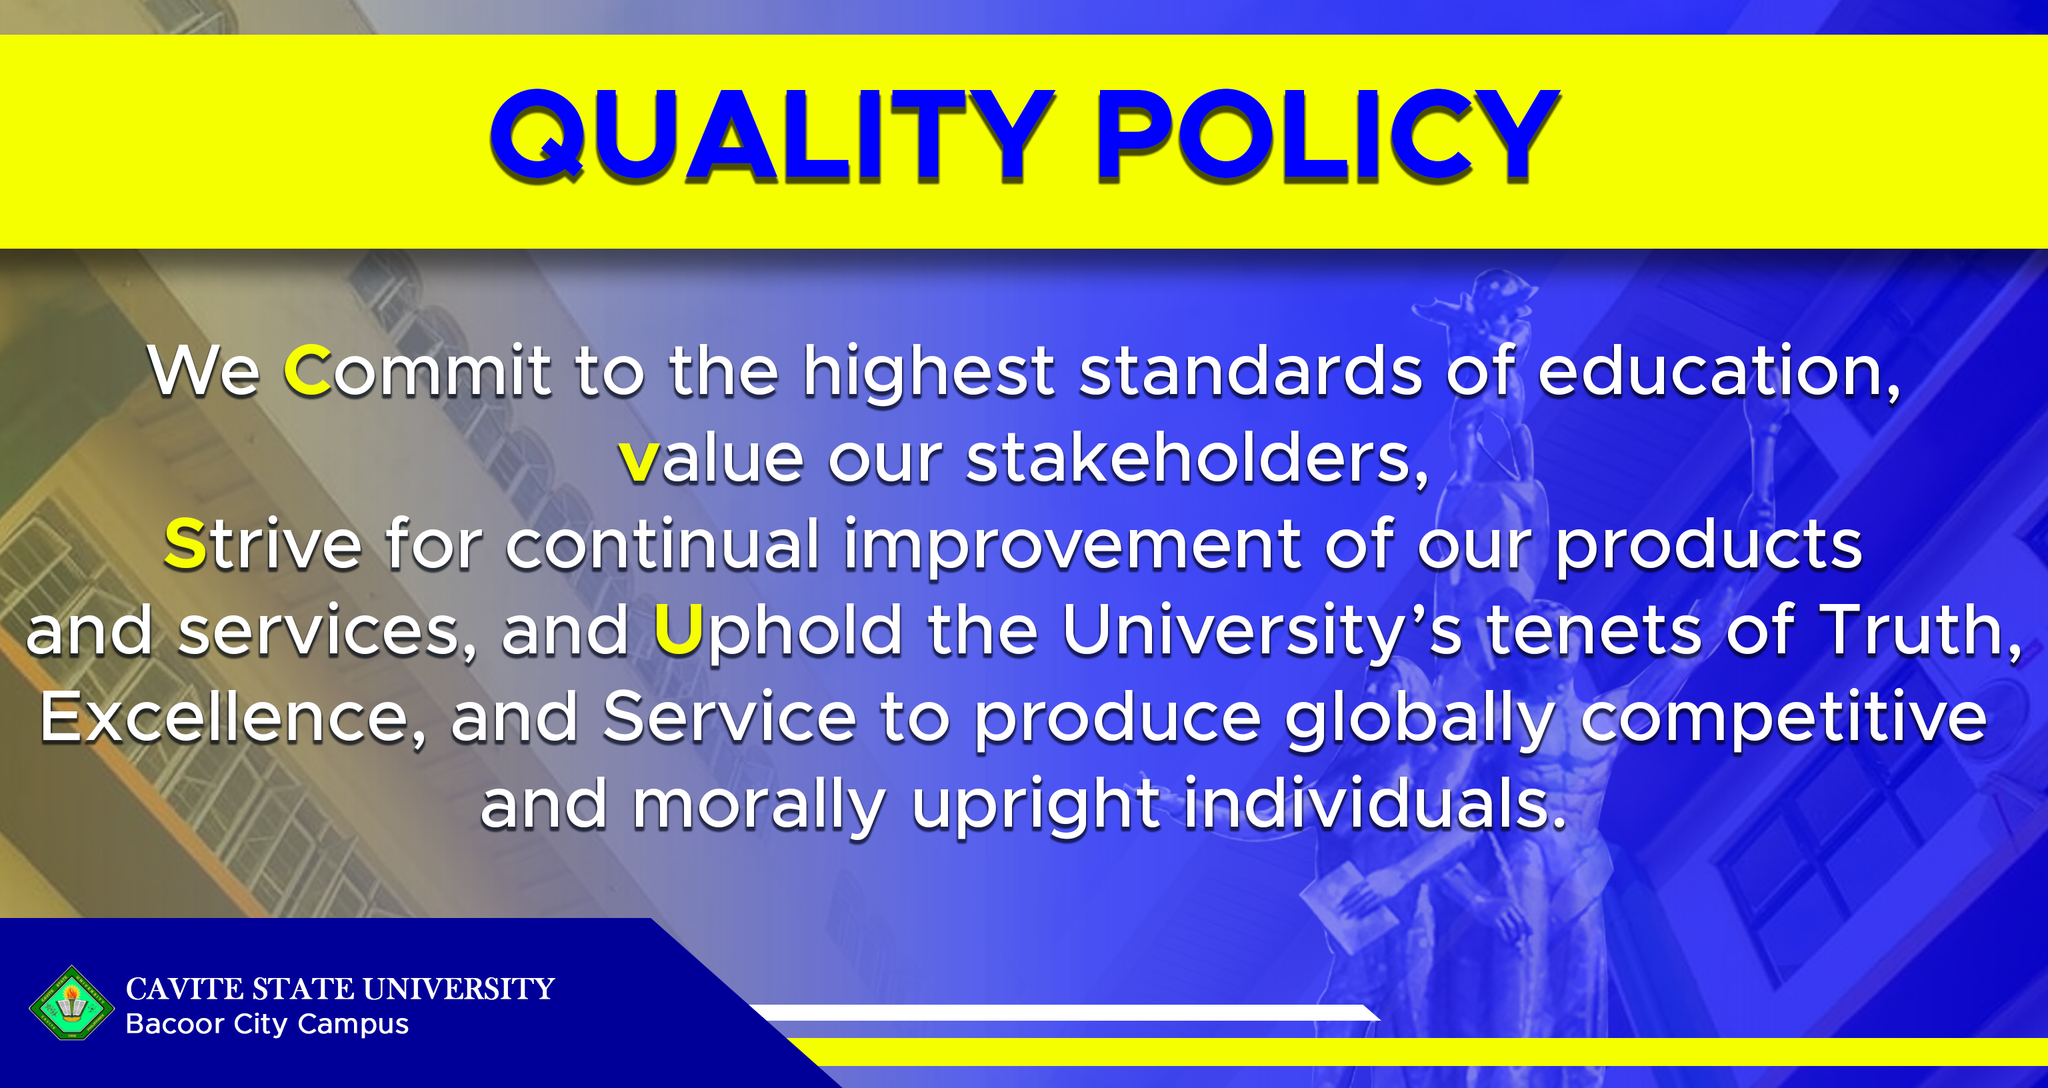 QUALITY POLICY
We Commit to the highest standards of education,
value our stakeholders,
Strive for continual improvement of our products
and services, and Uphold the University's tenets of Truth,
Excellence, and Service to produce globally competitive
and morally upright individuals.
CAVITE STATE UNIVERSITY
Bacoor City Campus